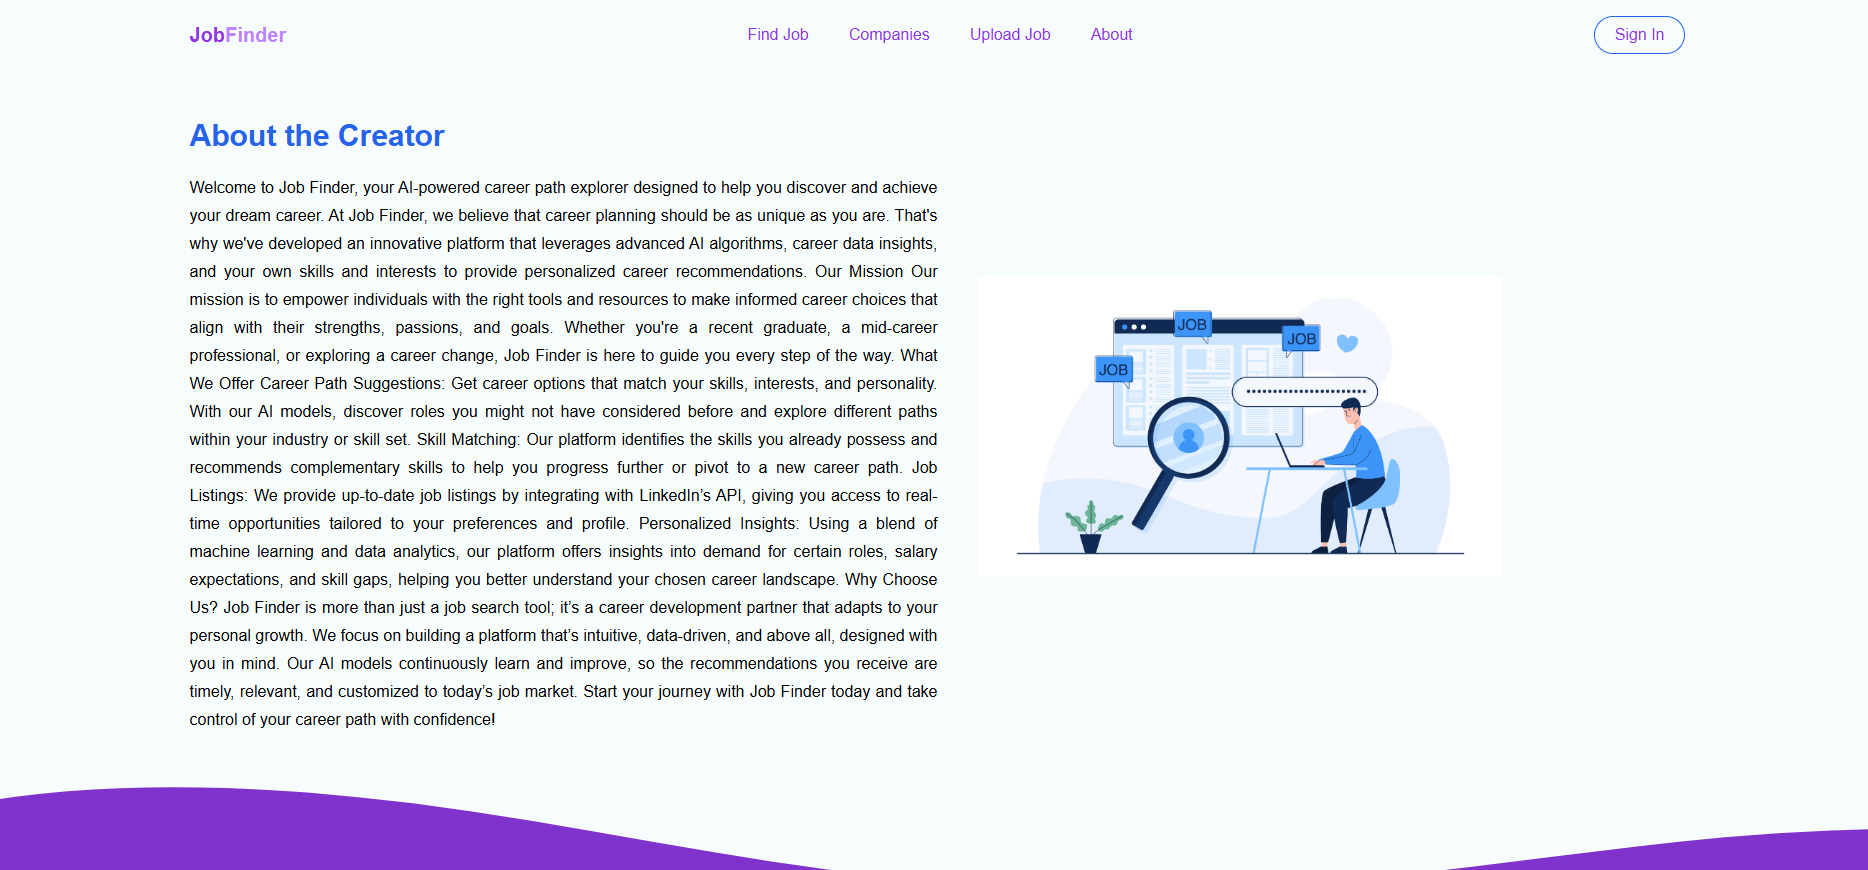 JobFinder
Find Job
Companies
Upload Job
About
Sign In
About the Creator
Welcome to Job Finder, your AI-powered career path explorer designed to help you discover and achieve
your dream career. At Job Finder, we believe that career planning should be as unique as you are. That's
why we've developed an innovative platform that leverages advanced AI algorithms, career data insights,
and your own skills and interests to provide personalized career recommendations. Our Mission Our
mission is to empower individuals with the right tools and resources to make informed career choices that
align with their strengths, passions, and goals. Whether you're a recent graduate, a mid-career
professional, or exploring a career change, Job Finder is here to guide you every step of the way. What
We Offer Career Path Suggestions: Get career options that match your skills, interests, and personality.
With our AI models, discover roles you might not have considered before and explore different paths
within your industry or skill set. Skill Matching: Our platform identifies the skills you already possess and
recommends complementary skills to help you progress further or pivot to a new career path. Job
Listings: We provide up-to-date job listings by integrating with LinkedIn’s API, giving you access to real-
time opportunities tailored to your preferences and profile. Personalized Insights: Using a blend of
machine learning and data analytics, our platform offers insights into demand for certain roles, salary
expectations, and skill gaps, helping you better understand your chosen career landscape. Why Choose
Us? Job Finder is more than just a job search tool; it’s a career development partner that adapts to your
personal growth. We focus on building a platform that’s intuitive, data-driven, and above all, designed with
you in mind. Our AI models continuously learn and improve, so the recommendations you receive are
timely, relevant, and customized to today’s job market. Start your journey with Job Finder today and take
control of your career path with confidence!
JOB
JOB
JOB